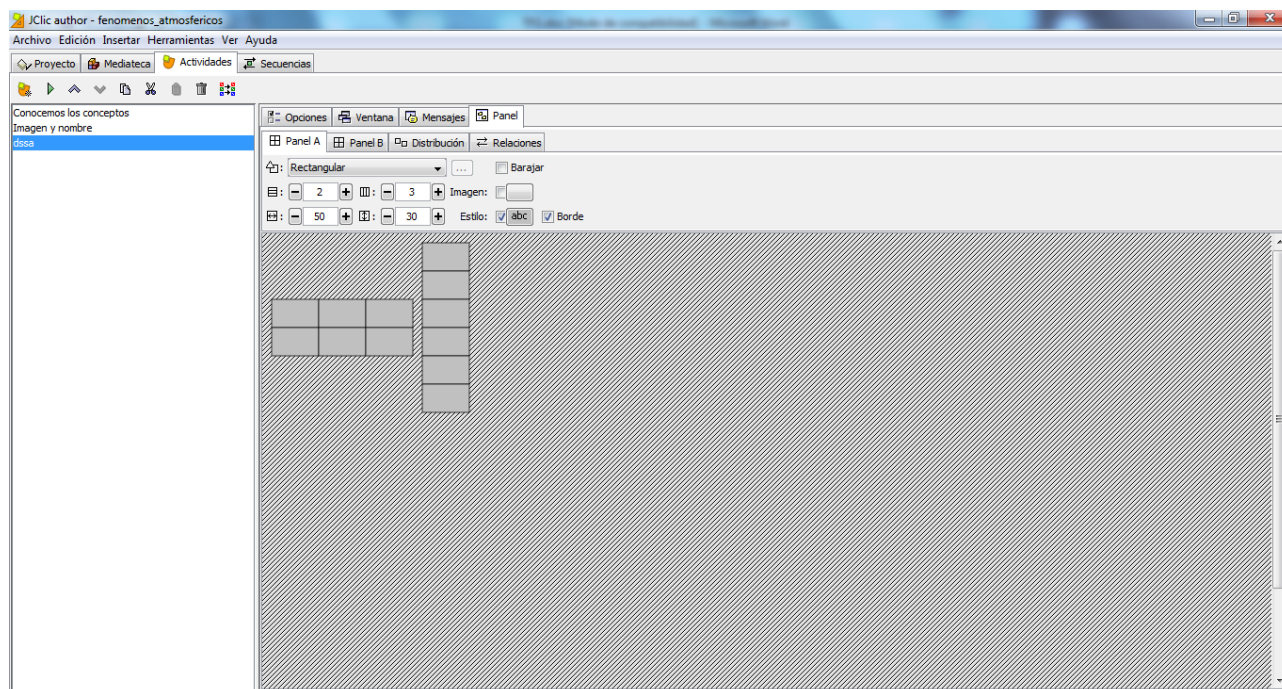 JClic author - fenomenos_atmosfericos
Archivo Edición Insertar Herramientas Ver Ayuda
Proyecto Mediateca Actividades Secuencias
Conocemos los conceptos
Imagen y nombre
dssa
Opciones Ventana Mensajes Panel
Panel A Panel B Distribución Relaciones
: Rectangular ... Barajar
: 2 : 3 Imagen:
: 50 : 30 Estilo: abc Borde